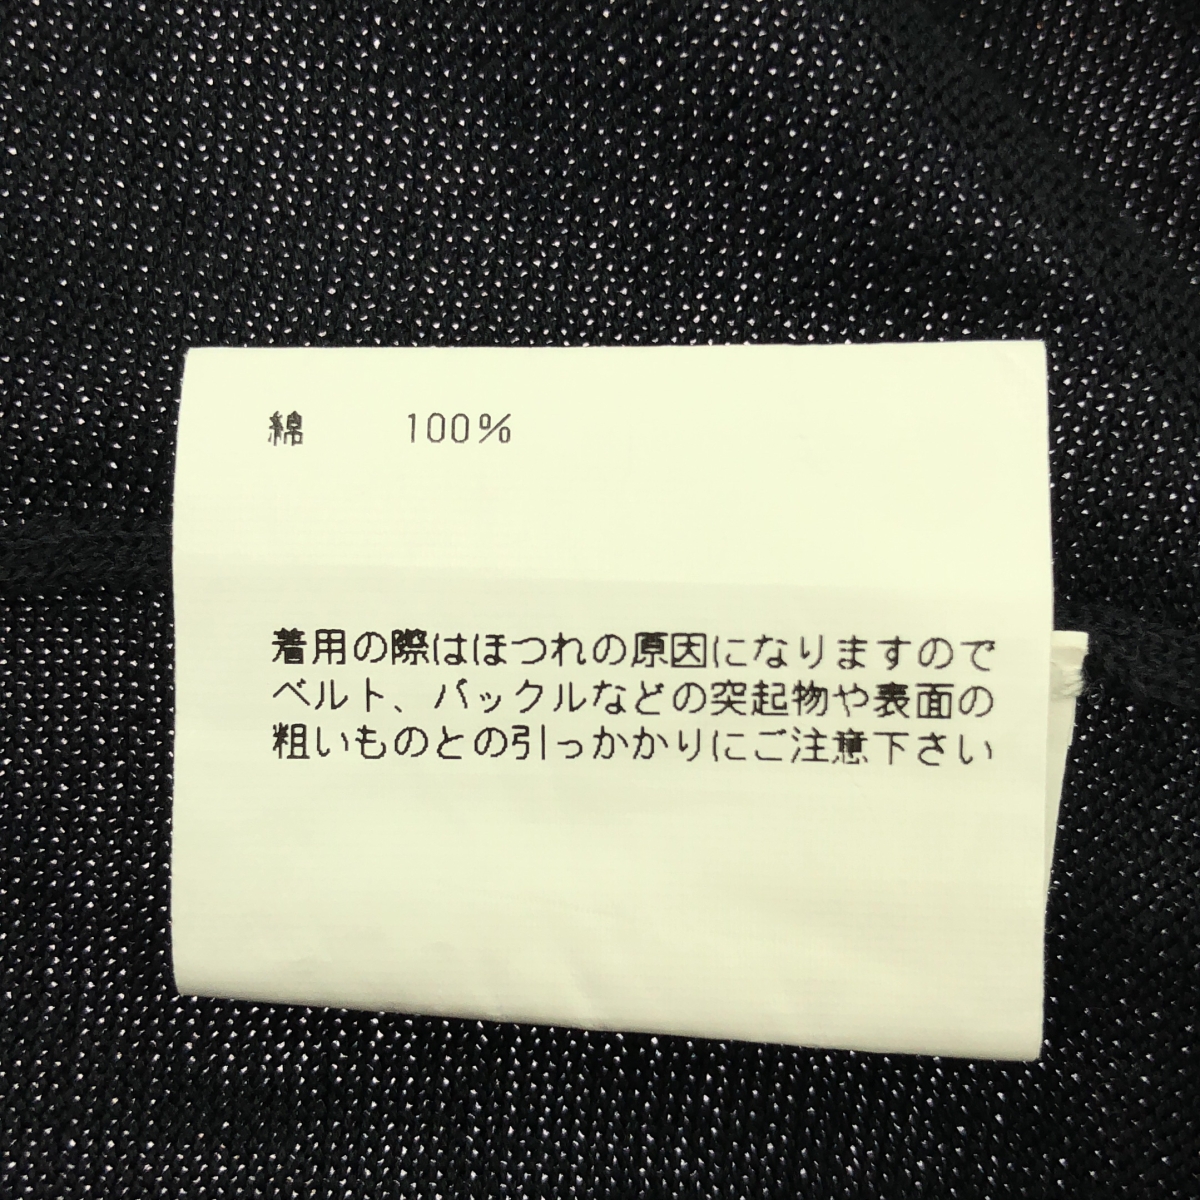 綿 100%
着用の際はほつれの原因になりますので
ベルト、バックルなどの突起物や表面の
粗いものとの引っかかりにご注意下さい